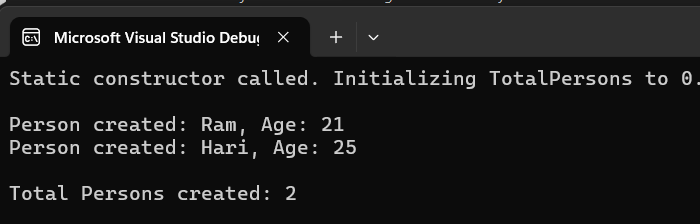 Microsoft Visual Studio Debug
Static constructor called. Initializing TotalPersons to 0.
Person created: Ram, Age: 21
Person created: Hari, Age: 25
Total Persons created: 2